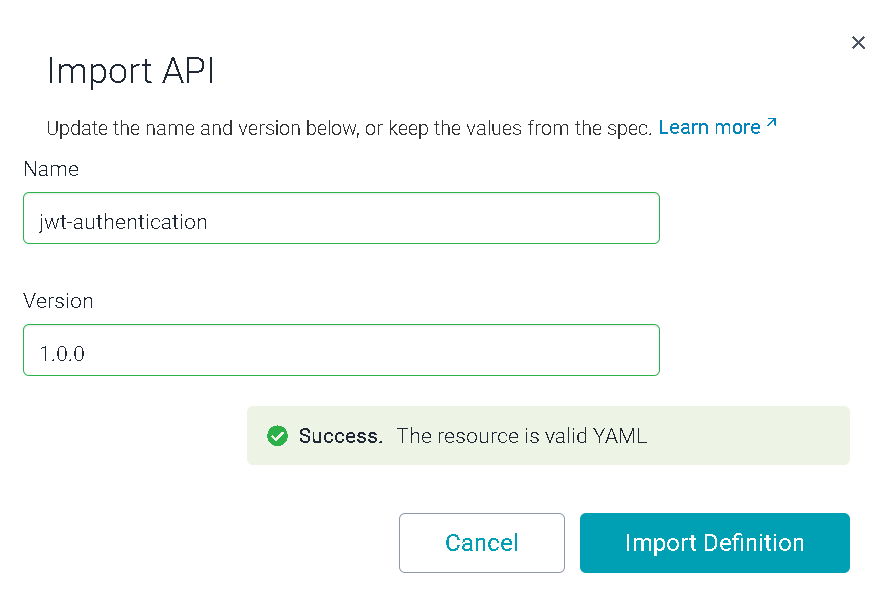 Import API
Update the name and version below, or keep the values from the spec. Learn more
Name
jwt-authentication
Version
1.0.0
Success. The resource is valid YAML
Cancel
Import Definition